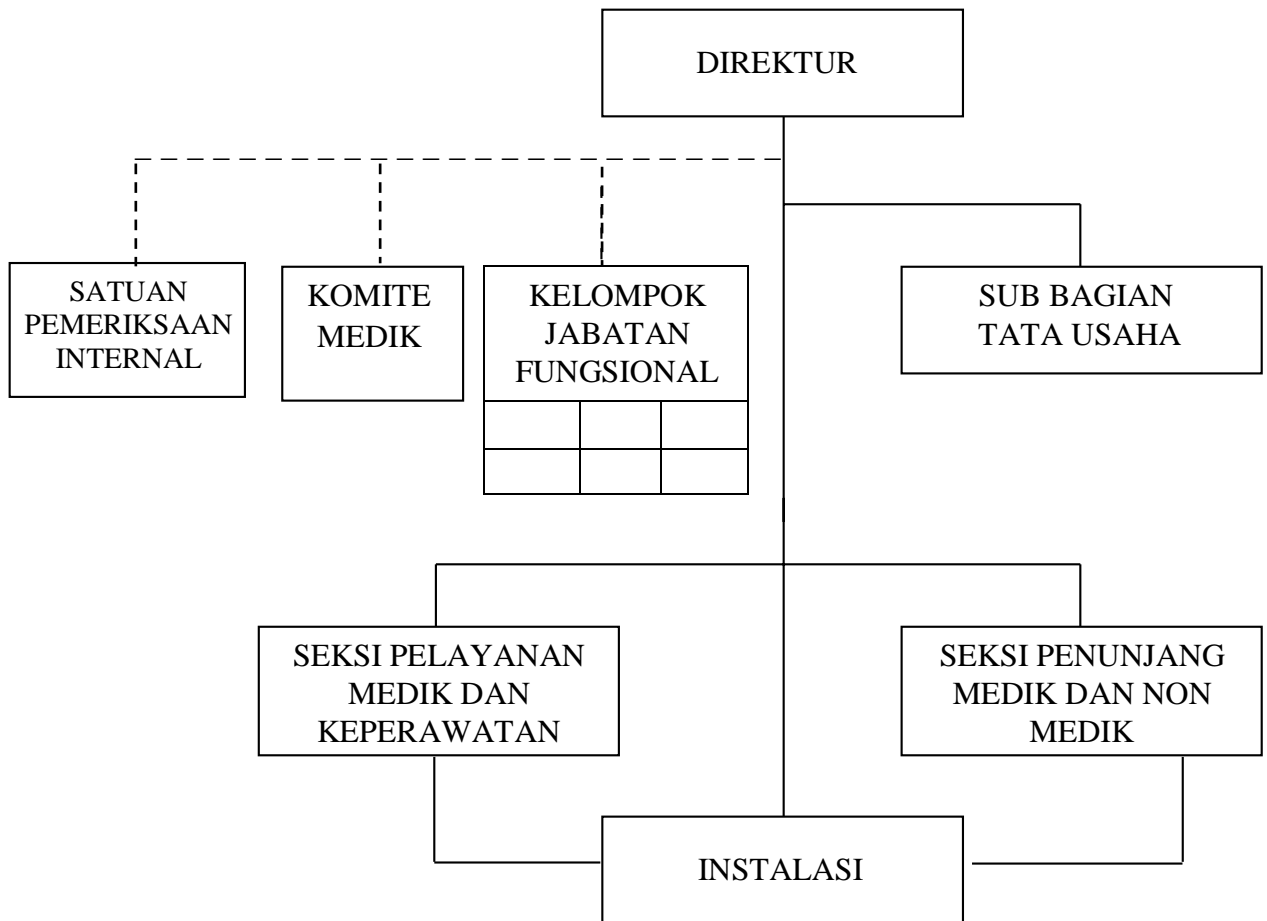 DIREKTUR
SATUAN
PEMERIKSAAN
INTERNAL
KOMITE
MEDIK
KELOMPOK
JABATAN
FUNGSIONAL
SUB BAGIAN
TATA USAHA
SEKSI PELAYANAN
MEDIK DAN
KEPERAWATAN
SEKSI PENUNJANG
MEDIK DAN NON
MEDIK
INSTALASI